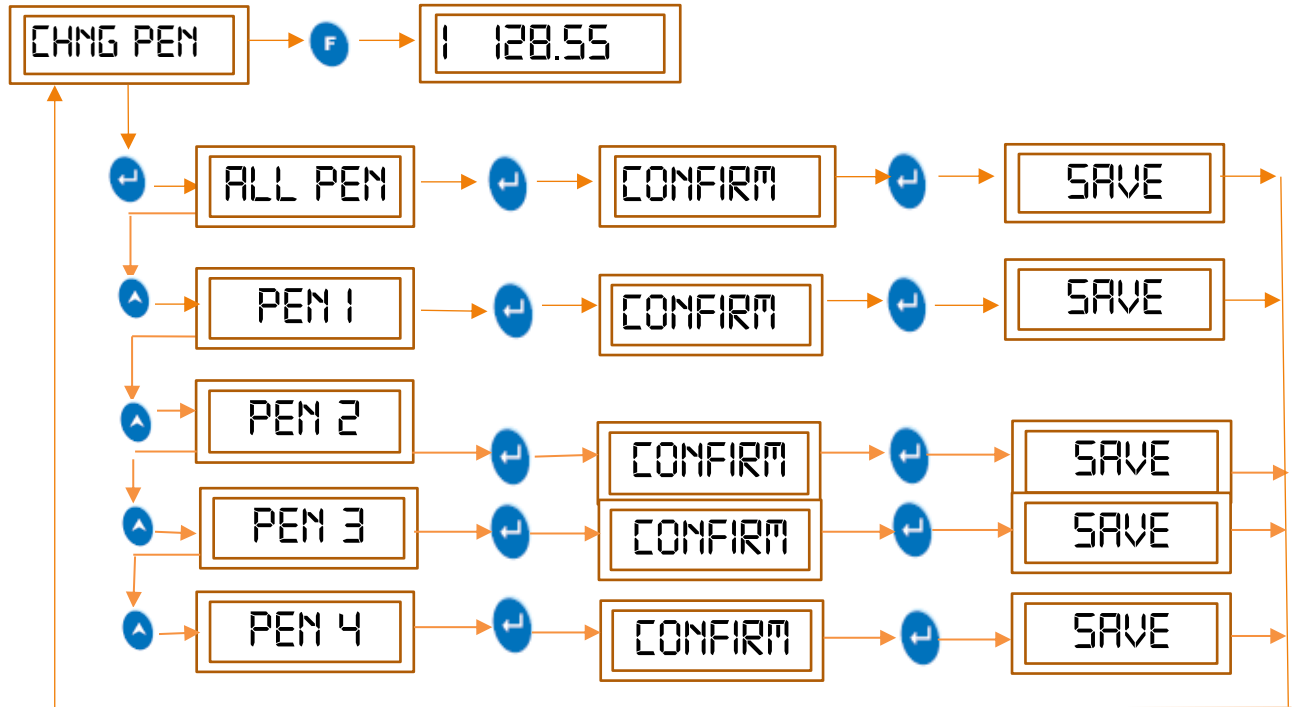 CHNG PEN
F
1 128.55
ALL PEN
CONFIRM
SAVE
PEN 1
CONFIRM
SAVE
PEN 2
CONFIRM
SAVE
PEN 3
CONFIRM
SAVE
PEN 4
CONFIRM
SAVE